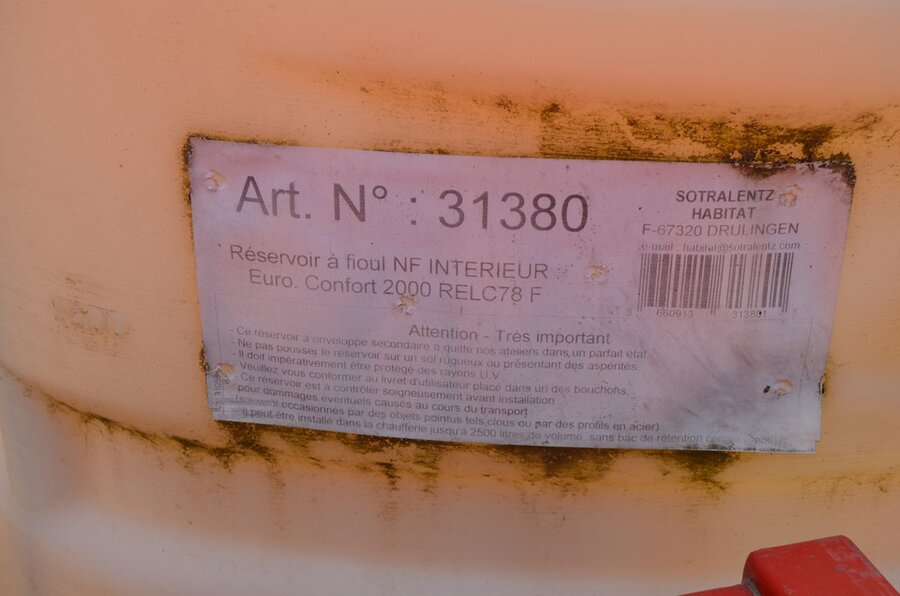 Art. N° : 31380
Réservoir à fioul NF INTERIEUR :
Euro. Confort 2000 RELC78 F
SOTRALENTZ
HABITAT
F-67320 DRULINGEN
e-mail : habitat@sotralentz.com
3 660913 313801
Attention - Très important
- Ce réservoir à enveloppe secondaire a quitté nos ateliers dans un parfait état
- Ne pas pousser le reservoir sur un sol rugueux ou présentant des aspérités
- Il doit impérativement être protégé des rayons U.V
- Veuillez vous conformer au livret d'utilisateur placé dans un des bouchons.
- Ce réservoir est à contrôler soigneusement avant installation
pour dommages éventuels causés au cours du transport
(souvent occasionnés par des objets pointus tels clous ou par des profils en acier)
- Il peut être installé dans la chaufferie jusqu'à 2500 litres de volume, sans bac de rétention